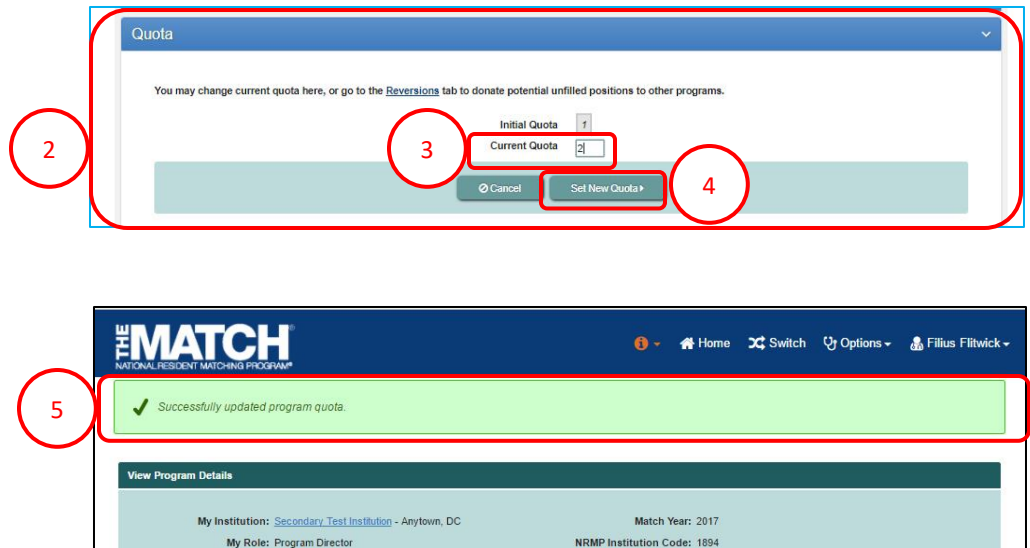 Quota
You may change current quota here, or go to the Reversions tab to donate potential unfilled positions to other programs.
Initial Quota 1
2
3
Current Quota 2
Cancel Set New Quota
4
THE MATCH®
NATIONAL RESIDENT MATCHING PROGRAM®
Home Switch Options Filius Flitwick
5
Successfully updated program quota.
View Program Details
My Institution: Secondary Test Institution - Anytown, DC Match Year: 2017
My Role: Program Director NRMP Institution Code: 1894